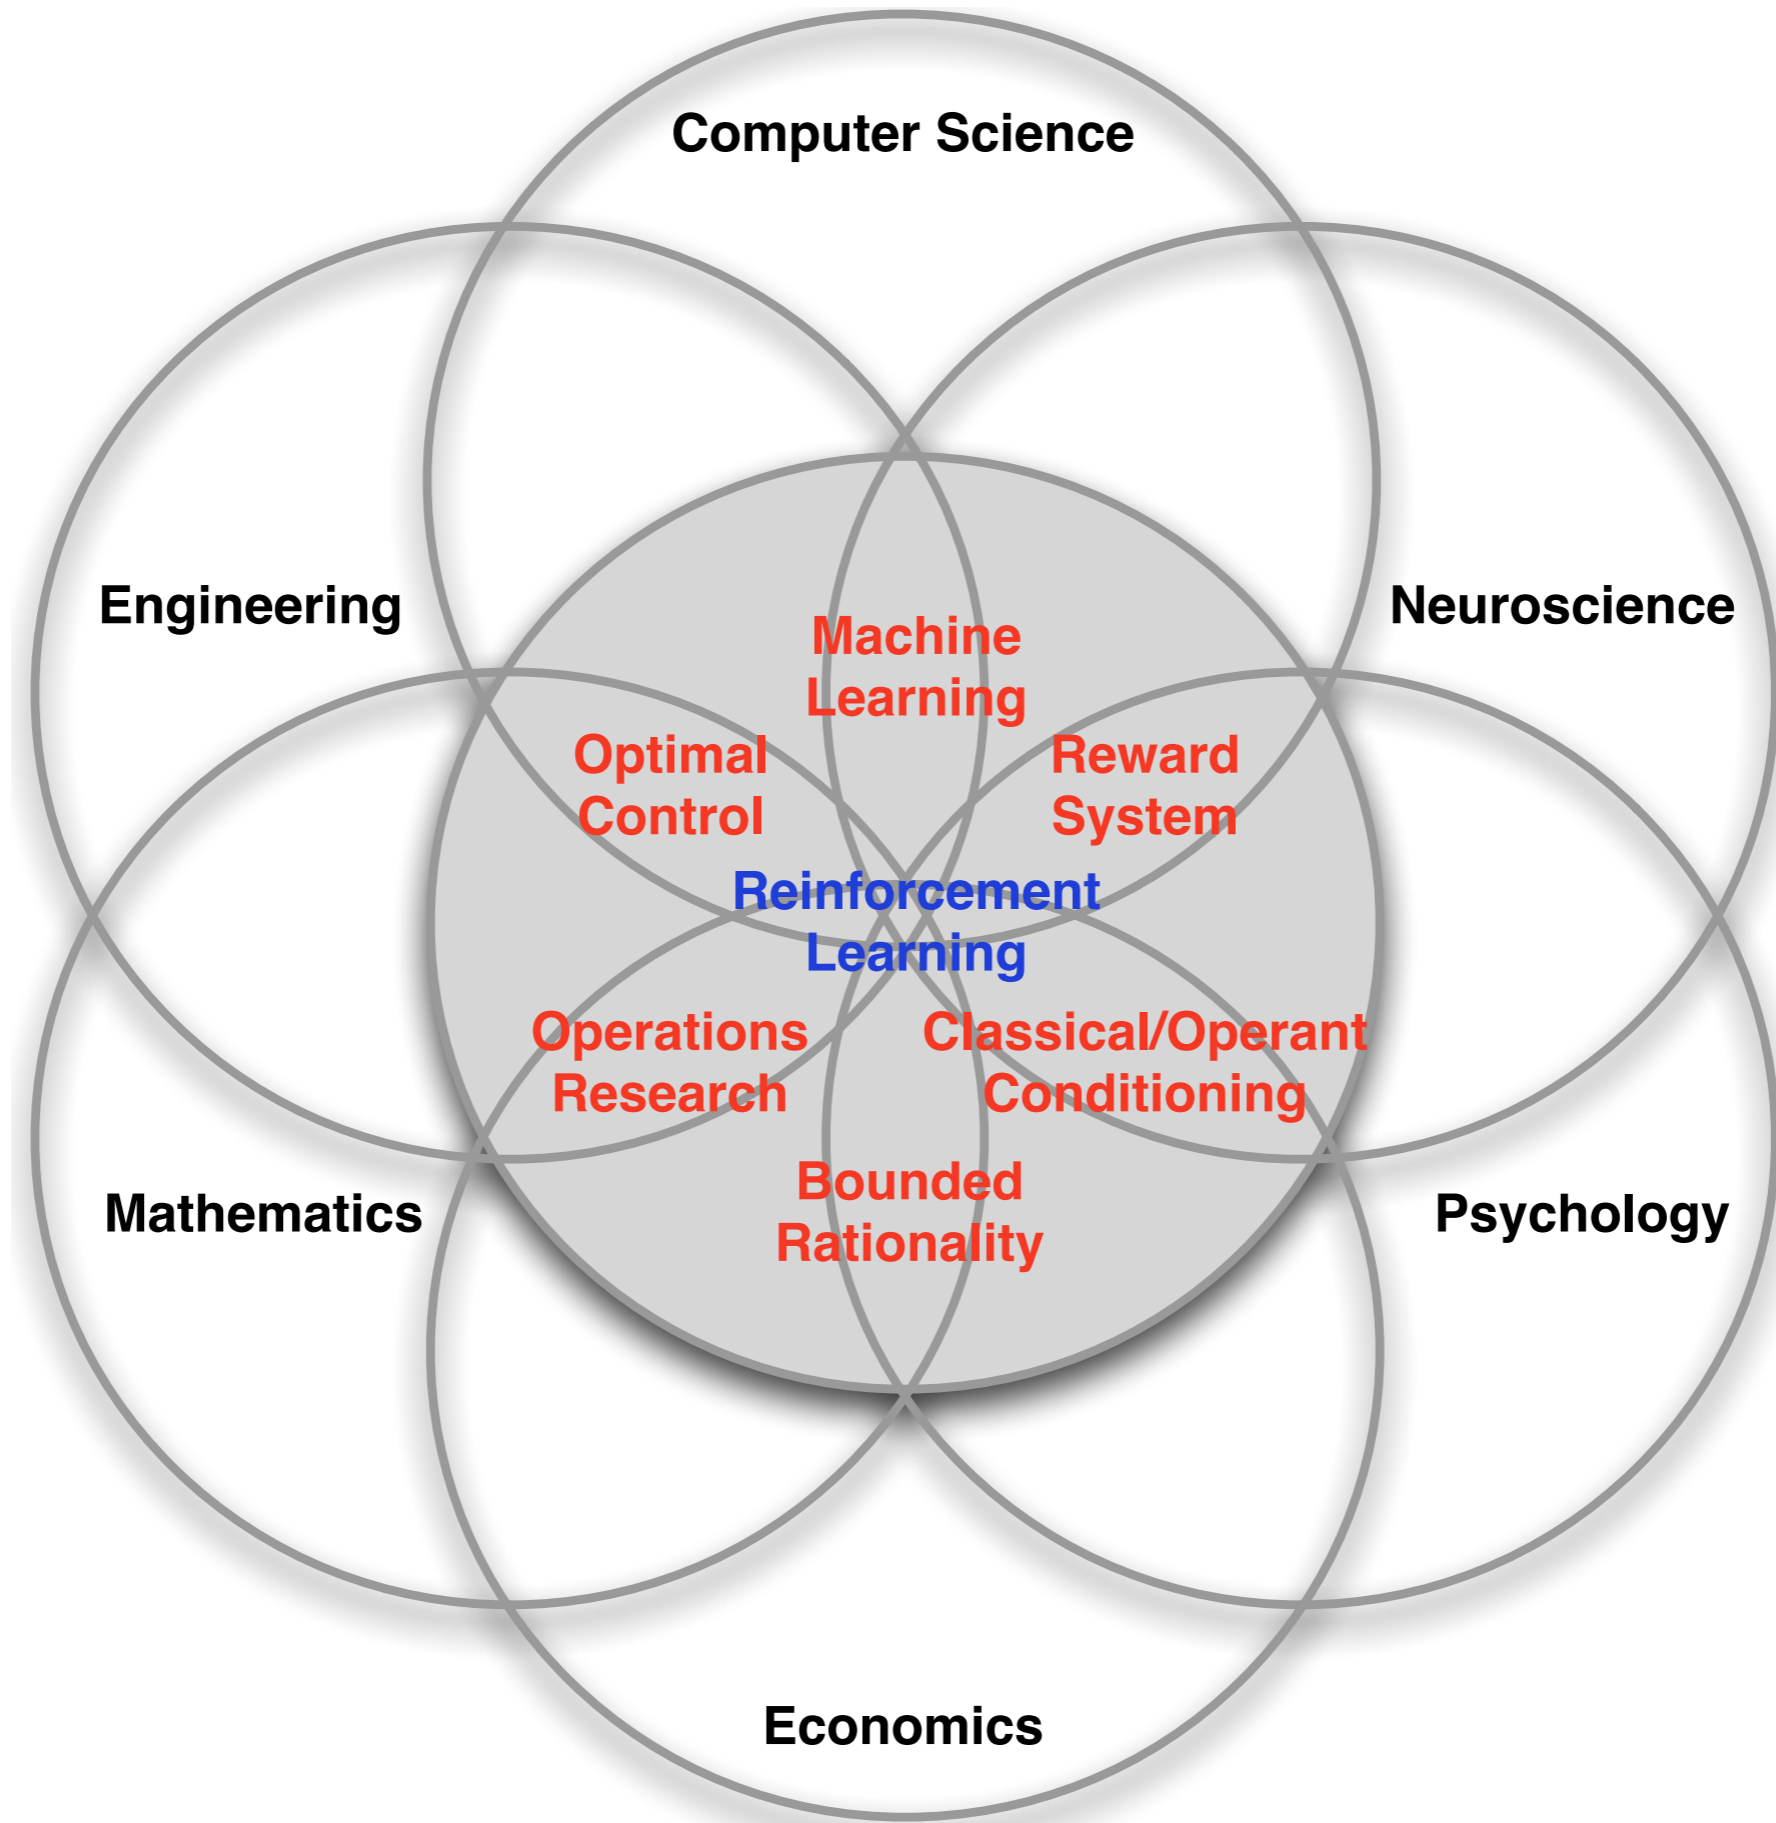 Computer Science
Engineering
Neuroscience
Machine
Learning
Optimal
Control
Reward
System
Reinforcement
Learning
Operations
Research
Classical/Operant
Conditioning
Bounded
Rationality
Mathematics
Psychology
Economics